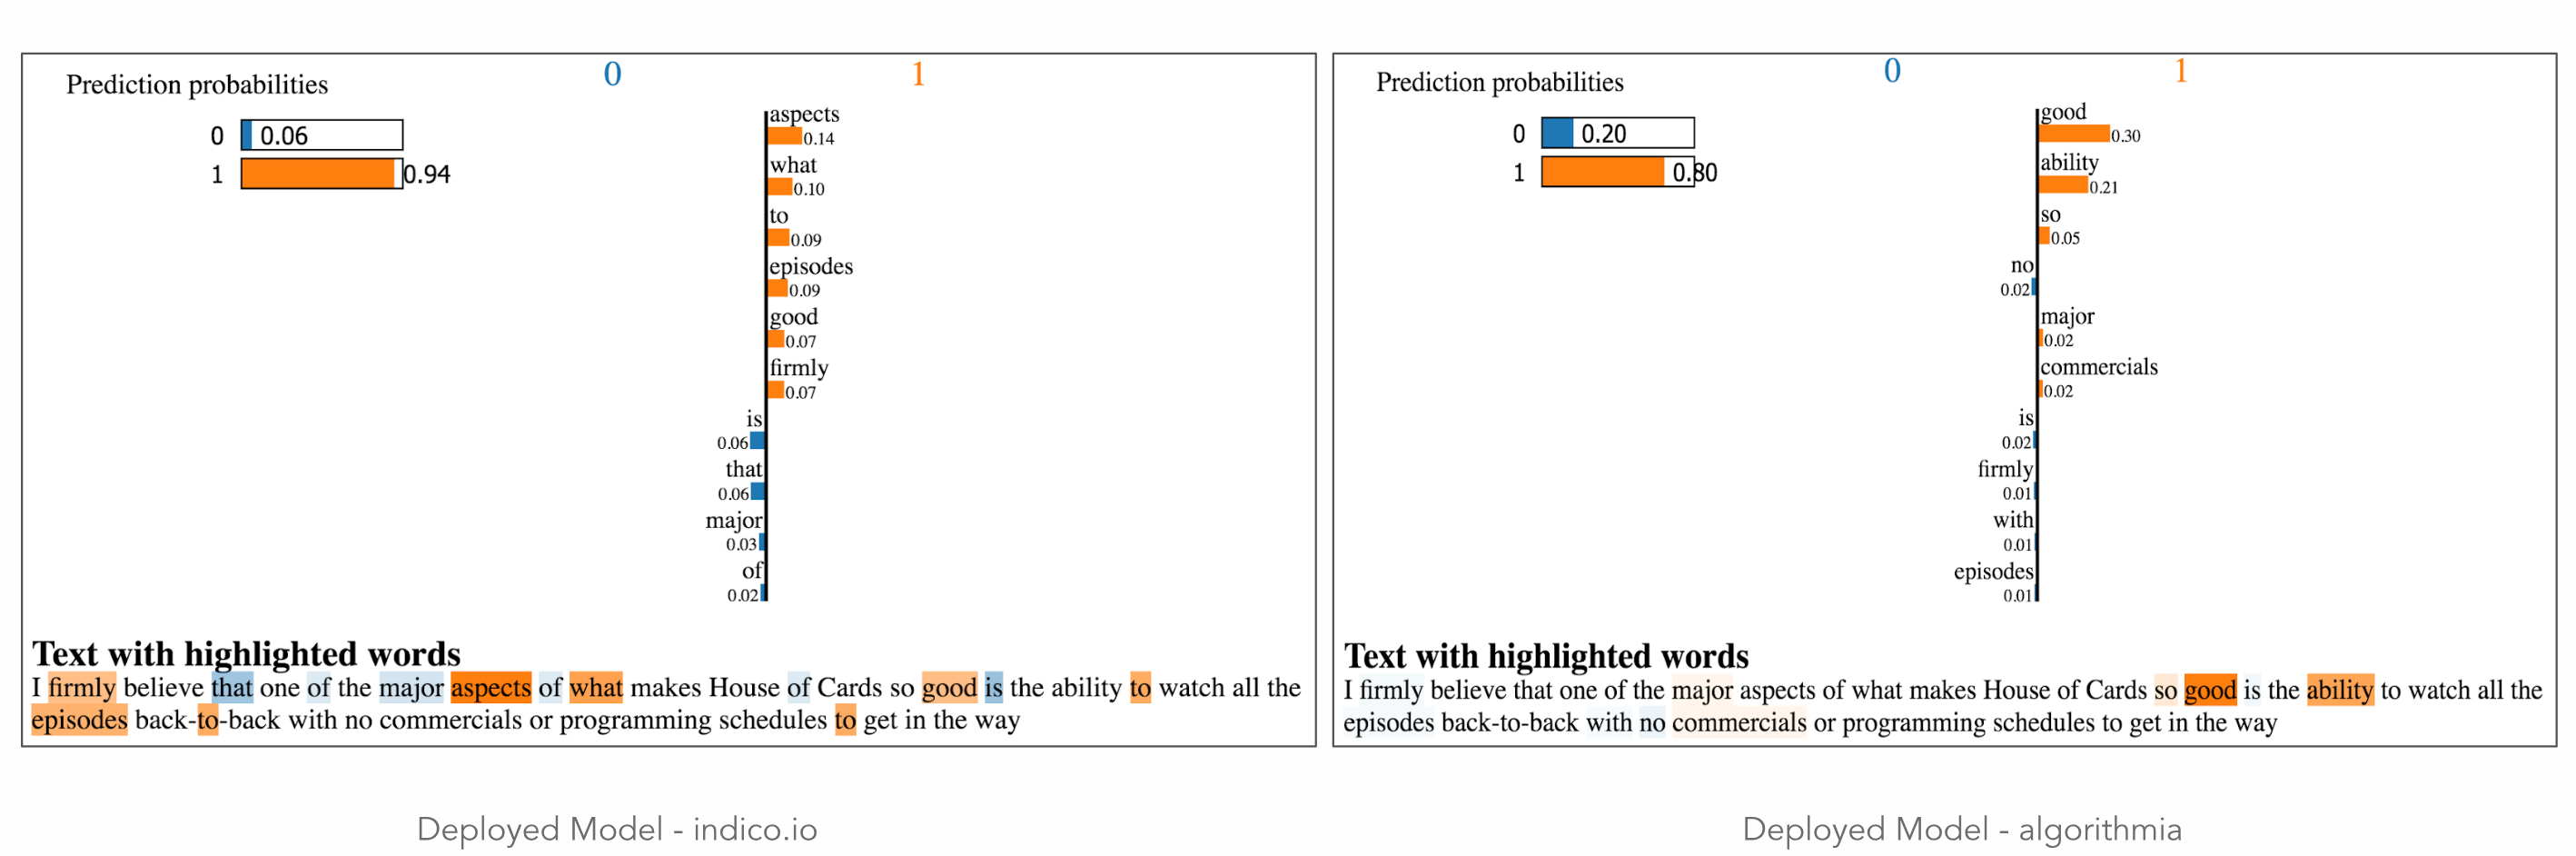 Prediction probabilities
0 0.06
1 0.94
0 1
aspects
0.14
what
0.10
to
0.09
episodes
0.09
good
0.07
firmly
0.07
is
0.06
that
0.06
major
0.03
of
0.02
Text with highlighted words
I firmly believe that one of the major aspects of what makes House of Cards so good is the ability to watch all the
episodes back-to-back with no commercials or programming schedules to get in the way
Deployed Model - indico.io
Prediction probabilities
0 0.20
1 0.80
0 1
good
0.30
ability
0.21
so
0.05
no
0.02
major
0.02
commercials
0.02
is
0.02
firmly
0.01
with
0.01
episodes
0.01
Text with highlighted words
I firmly believe that one of the major aspects of what makes House of Cards so good is the ability to watch all the
episodes back-to-back with no commercials or programming schedules to get in the way
Deployed Model - algorithmia